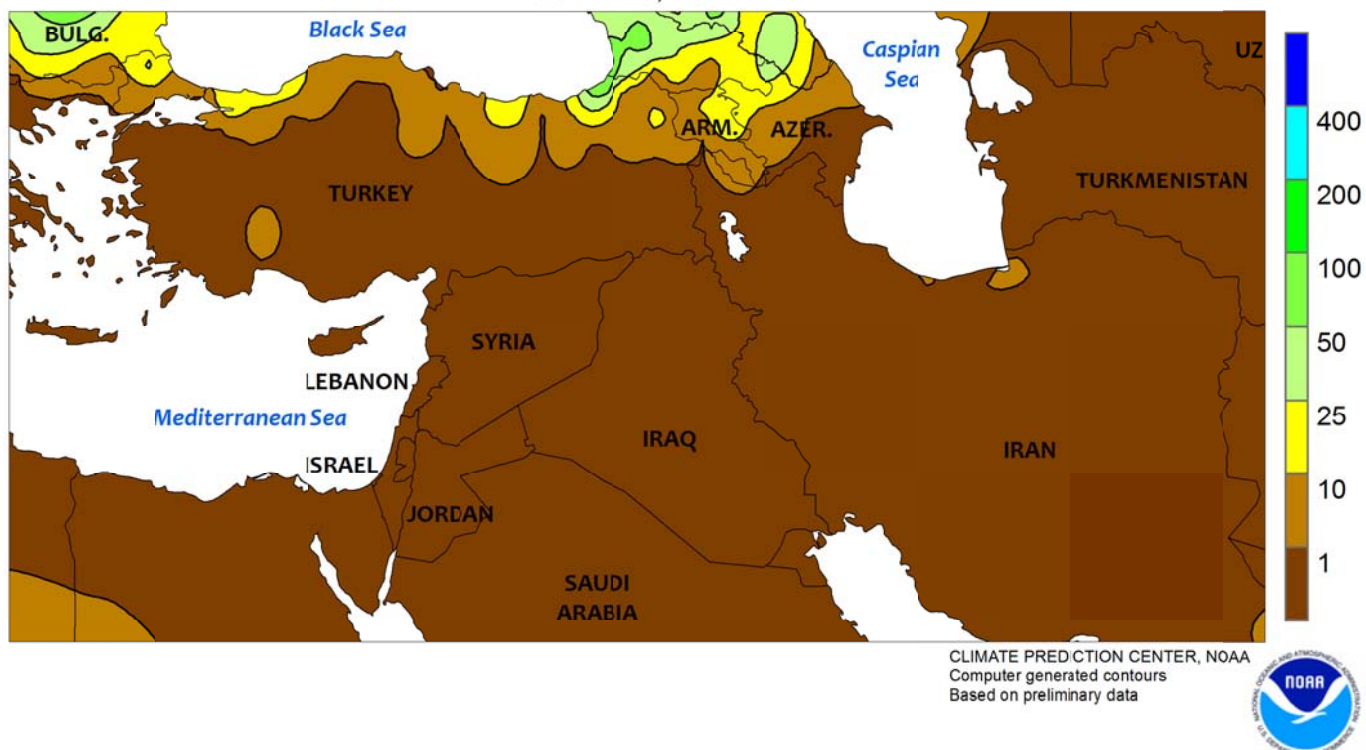 BULG.
Black Sea
Caspian
Sea
UZ
ARM.
AZER.
TURKEY
TURKMENISTAN
SYRIA
LEBANON
Mediterranean Sea
IRAQ
IRAN
ISRAEL
JORDAN
SAUDI
ARABIA
400
200
100
50
25
10
1
CLIMATE PREDICTION CENTER, NOAA
Computer generated contours
Based on preliminary data
NOAA